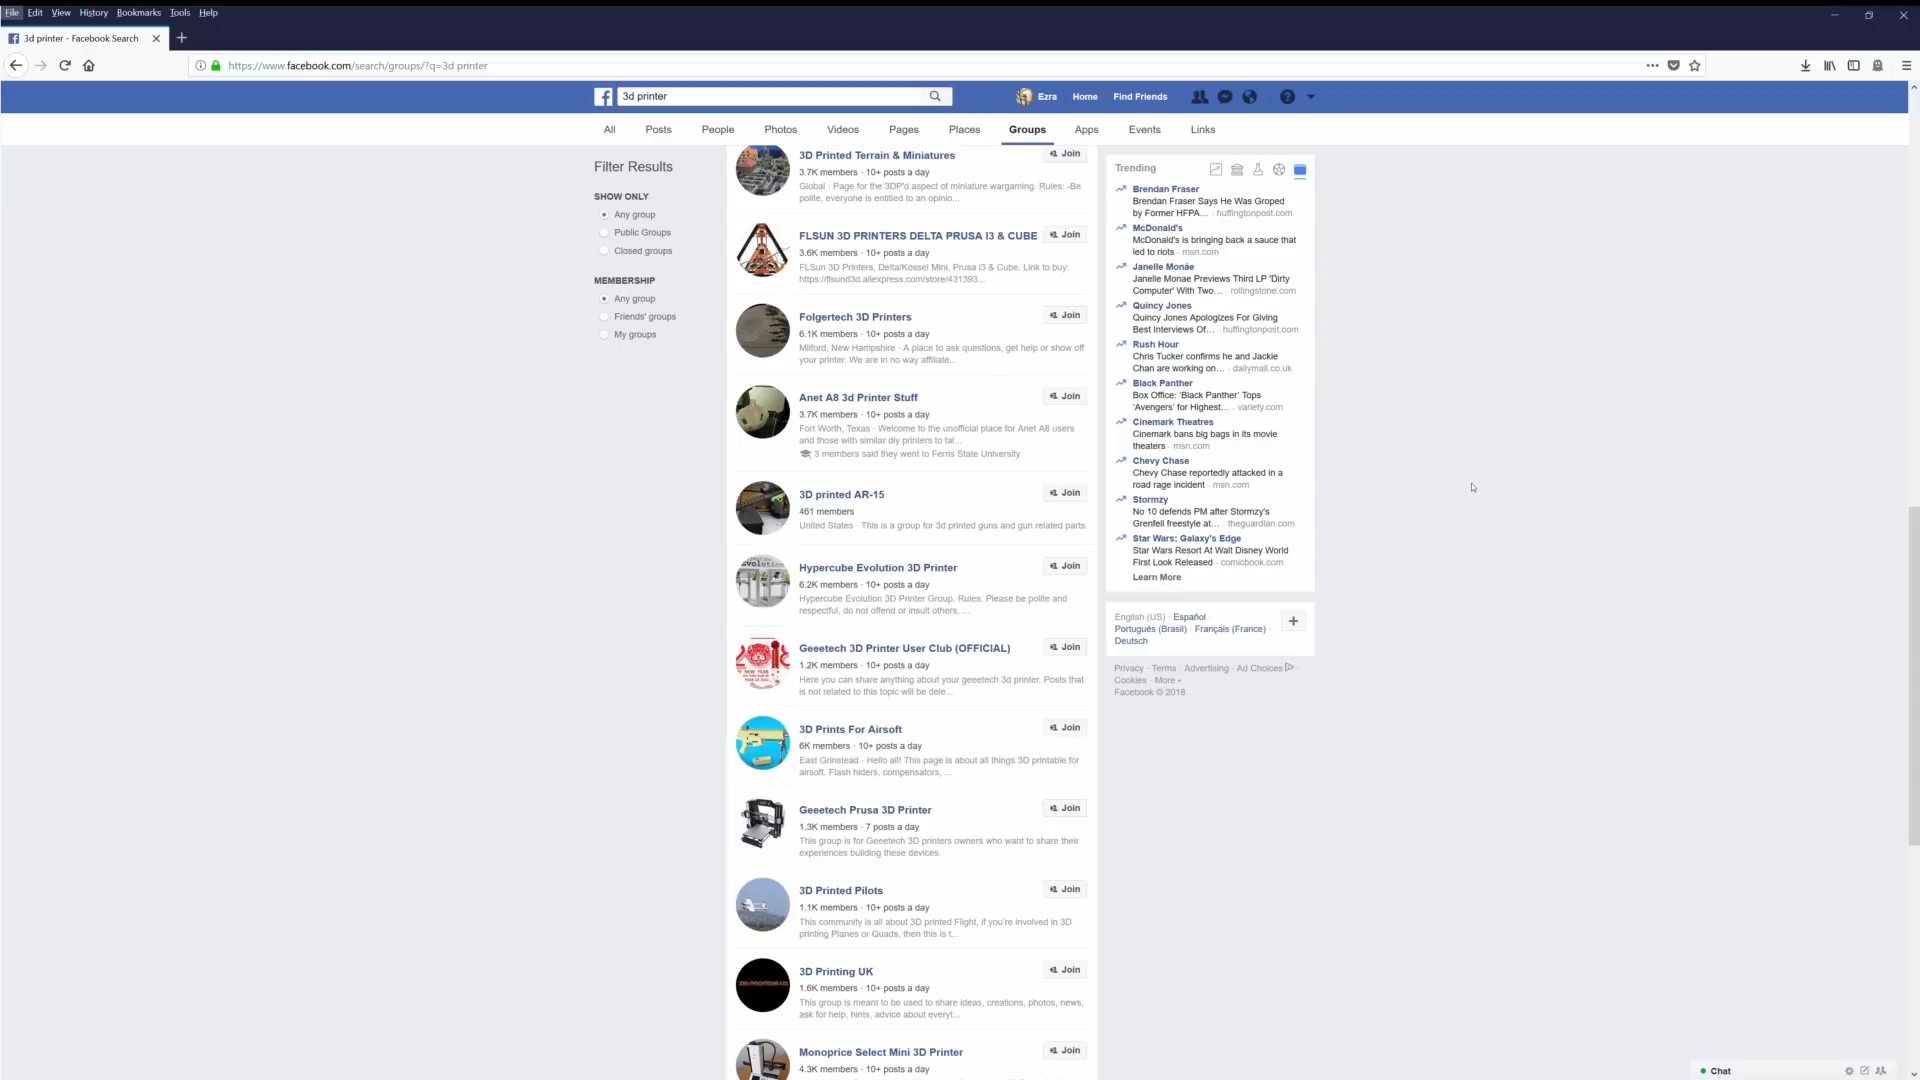 File Edit View History Bookmarks Tools Help
3d printer - Facebook Search
https://www.facebook.com/search/groups/?q=3d printer
3d printer
Ezra Home Find Friends
All Posts People Photos Videos Pages Places Groups Apps Events Links
Filter Results
SHOW ONLY
Any group
Public Groups
Closed groups
MEMBERSHIP
Any group
Friends' groups
My groups
3D Printed Terrain & Miniatures
Join
3.7K members · 10+ posts a day
Global · Page for the 3DP'd aspect of miniature wargaming. Rules: -Be
polite, everyone is entitled to an opinio...
FLSUN 3D PRINTERS DELTA PRUSA I3 & CUBE
Join
3.6K members · 10+ posts a day
FLSun 3D Printers, Delta/Kossel Mini, Prusa i3 & Cube. Link to buy:
https://flsund3d.aliexpress.com/store/431393...
Folgertech 3D Printers
Join
6.1K members · 10+ posts a day
Milford, New Hampshire · A place to ask questions, get help or show off
your printer. We are in no way affiliate...
Anet A8 3d Printer Stuff
Join
3.7K members · 10+ posts a day
Fort Worth, Texas · Welcome to the unofficial place for Anet A8 users
and those with similar diy printers to tal...
3 members said they went to Ferris State University
3D printed AR-15
Join
461 members
United States · This is a group for 3d printed guns and gun related parts.
Hypercube Evolution 3D Printer
Join
6.2K members · 10+ posts a day
Hypercube Evolution 3D Printer Group. Rules. Please be polite and
respectful, do not offend or insult others. ...
Geeetech 3D Printer User Club (OFFICIAL)
Join
1.2K members · 10+ posts a day
Here you can share anything about your geeetech 3d printer. Posts that
is not related to this topic will be dele...
3D Prints For Airsoft
Join
6K members · 10+ posts a day
East Grinstead · Hello all! This page is about all things 3D printable for
airsoft. Flash hiders, compensators, ...
Geeetech Prusa 3D Printer
Join
1.3K members · 7 posts a day
This group is for Geeetech 3D printers owners who want to share their
experiences building these devices.
3D Printed Pilots
Join
1.1K members · 10+ posts a day
This community is all about 3D printed Flight, if you're involved in 3D
printing Planes or Quads, then this is t...
3D Printing UK
Join
1.6K members · 10+ posts a day
This group is meant to be used to share ideas, creations, photos, news,
ask for help, hints, advice about everyt...
Monoprice Select Mini 3D Printer
Join
4.3K members · 10+ posts a day
Trending
Brendan Fraser
Brendan Fraser Says He Was Groped
by Former HFPA... · huffingtonpost.com
McDonald's
McDonald's is bringing back a sauce that
led to riots · msn.com
Janelle Monáe
Janelle Monae Previews Third LP 'Dirty
Computer' With Two... · rollingstone.com
Quincy Jones
Quincy Jones Apologizes For Giving
Best Interviews Of... · huffingtonpost.com
Rush Hour
Chris Tucker confirms he and Jackie
Chan are working on... · dailymail.co.uk
Black Panther
Box Office: 'Black Panther' Tops
'Avengers' for Highest... · variety.com
Cinemark Theatres
Cinemark bans big bags in its movie
theaters · msn.com
Chevy Chase
Chevy Chase reportedly attacked in a
road rage incident · msn.com
Stormzy
No 10 defends PM after Stormzy's
Grenfell freestyle at... · theguardian.com
Star Wars: Galaxy's Edge
Star Wars Resort At Walt Disney World
First Look Released · comicbook.com
Learn More
English (US) · Español ·
Português (Brasil) · Français (France) ·
Deutsch
Privacy · Terms · Advertising · Ad Choices ·
Cookies · More
Facebook © 2018
Chat